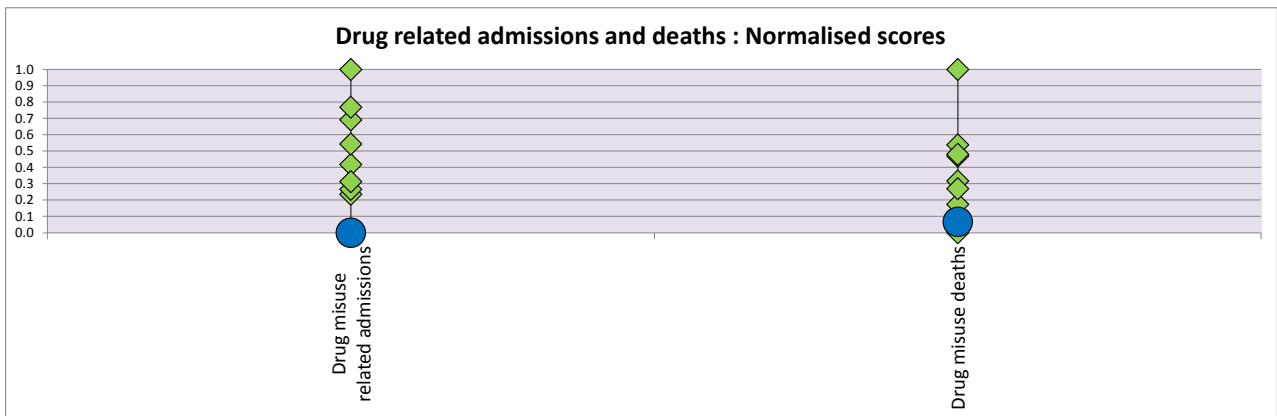 Drug related admissions and deaths : Normalised scores
1.0
0.9
0.8
0.7
0.6
0.5
0.4
0.3
0.2
0.1
0.0
Drug misuse
related admissions
Drug misuse deaths